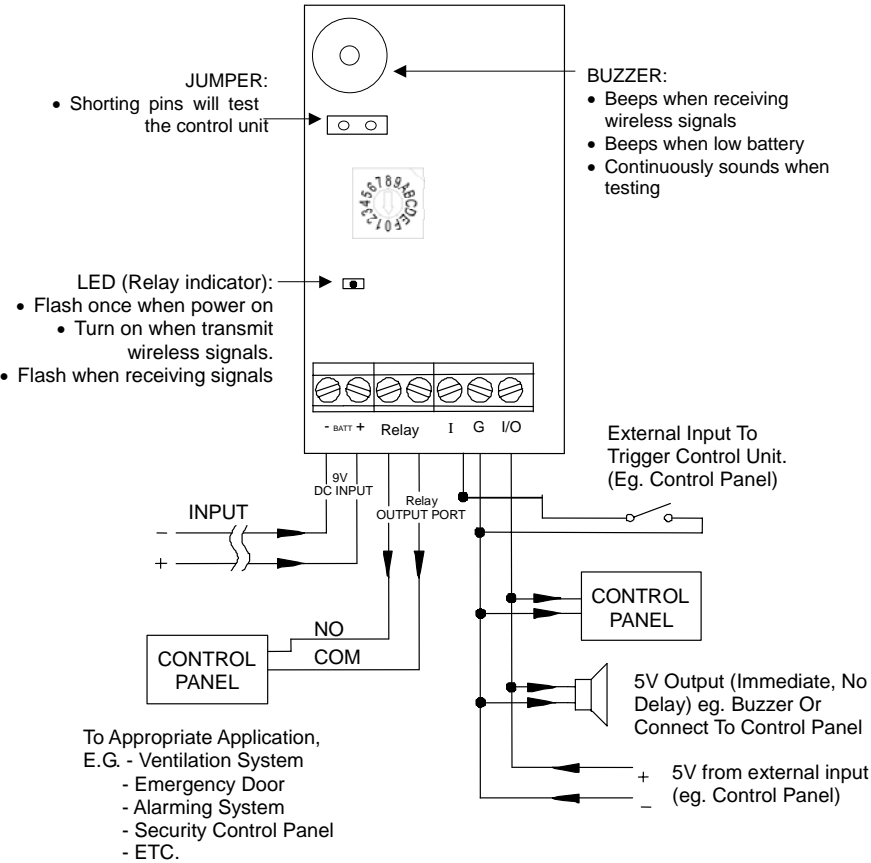 JUMPER:
• Shorting pins will test
the control unit
BUZZER:
• Beeps when receiving
wireless signals
• Beeps when low battery
• Continuously sounds when
testing
0123456789ABCDEF
LED (Relay indicator):
• Flash once when power on
• Turn on when transmit
wireless signals.
• Flash when receiving signals
- BATT + Relay I G I/O
9V
DC INPUT
Relay
OUTPUT PORT
External Input To
Trigger Control Unit.
(Eg. Control Panel)
INPUT
–
+
NO
COM
CONTROL
PANEL
CONTROL
PANEL
5V Output (Immediate, No
Delay) eg. Buzzer Or
Connect To Control Panel
+ 5V from external input
– (eg. Control Panel)
To Appropriate Application,
E.G. - Ventilation System
- Emergency Door
- Alarming System
- Security Control Panel
- ETC.